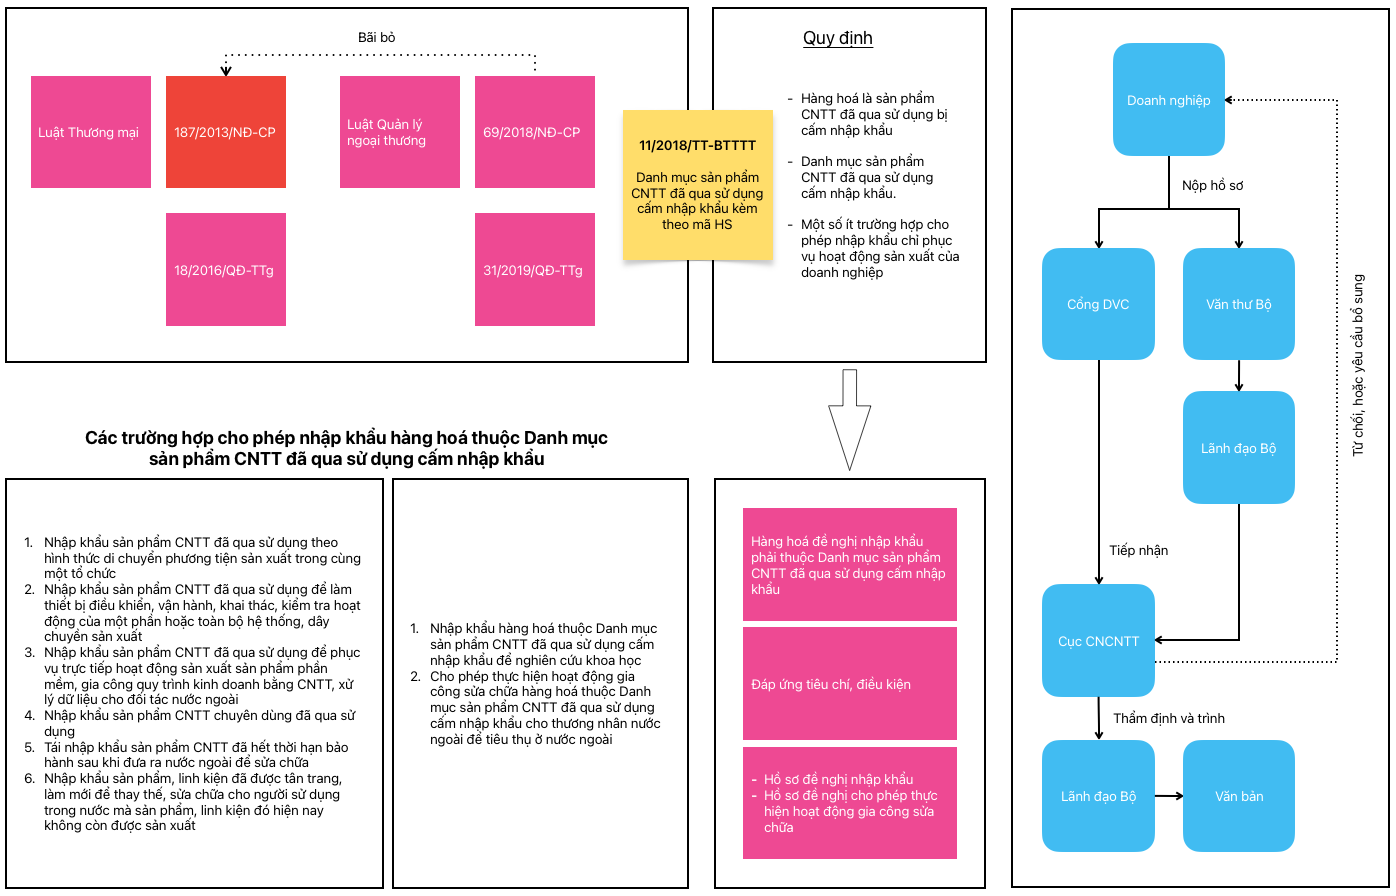 Bãi bỏ
Luật Thương mại
187/2013/NĐ-CP
Luật Quản lý
ngoại thương
69/2018/NĐ-CP
18/2016/QĐ-TTg
31/2019/QĐ-TTg
11/2018/TT-BTTTT
Danh mục sản phẩm
CNTT đã qua sử dụng
cấm nhập khẩu kèm
theo mã HS
Quy định
- Hàng hoá là sản phẩm
CNTT đã qua sử dụng bị
cấm nhập khẩu
- Danh mục sản phẩm
CNTT đã qua sử dụng
cấm nhập khẩu.
- Một số ít trường hợp cho
phép nhập khẩu chỉ phục
vụ hoạt động sản xuất của
doanh nghiệp
Các trường hợp cho phép nhập khẩu hàng hoá thuộc Danh mục
sản phẩm CNTT đã qua sử dụng cấm nhập khẩu
1. Nhập khẩu sản phẩm CNTT đã qua sử dụng theo
hình thức di chuyển phương tiện sản xuất trong cùng
một tổ chức
2. Nhập khẩu sản phẩm CNTT đã qua sử dụng để làm
thiết bị điều khiển, vận hành, khai thác, kiểm tra hoạt
động của một phần hoặc toàn bộ hệ thống, dây
chuyền sản xuất
3. Nhập khẩu sản phẩm CNTT đã qua sử dụng để phục
vụ trực tiếp hoạt động sản xuất sản phẩm phần
mềm, gia công quy trình kinh doanh bằng CNTT, xử
lý dữ liệu cho đối tác nước ngoài
4. Nhập khẩu sản phẩm CNTT chuyên dùng đã qua sử
dụng
5. Tái nhập khẩu sản phẩm CNTT đã hết thời hạn bảo
hành sau khi đưa ra nước ngoài để sửa chữa
6. Nhập khẩu sản phẩm, linh kiện đã được tân trang,
làm mới để thay thế, sửa chữa cho người sử dụng
trong nước mà sản phẩm, linh kiện đó hiện nay
không còn được sản xuất
1. Nhập khẩu hàng hoá thuộc Danh mục
sản phẩm CNTT đã qua sử dụng cấm
nhập khẩu để nghiên cứu khoa học
2. Cho phép thực hiện hoạt động gia
công sửa chữa hàng hoá thuộc Danh
mục sản phẩm CNTT đã qua sử dụng
cấm nhập khẩu cho thương nhân nước
ngoài để tiêu thụ ở nước ngoài
Hàng hoá đề nghị nhập khẩu
phải thuộc Danh mục sản phẩm
CNTT đã qua sử dụng cấm nhập
khẩu
Đáp ứng tiêu chí, điều kiện
- Hồ sơ đề nghị nhập khẩu
- Hồ sơ đề nghị cho phép thực
hiện hoạt động gia công sửa
chữa
Doanh nghiệp
Nộp hồ sơ
Cổng DVC
Văn thư Bộ
Lãnh đạo Bộ
Từ chối, hoặc yêu cầu bổ sung
Tiếp nhận
Cục CNCNTT
Thẩm định và trình
Lãnh đạo Bộ
Văn bản